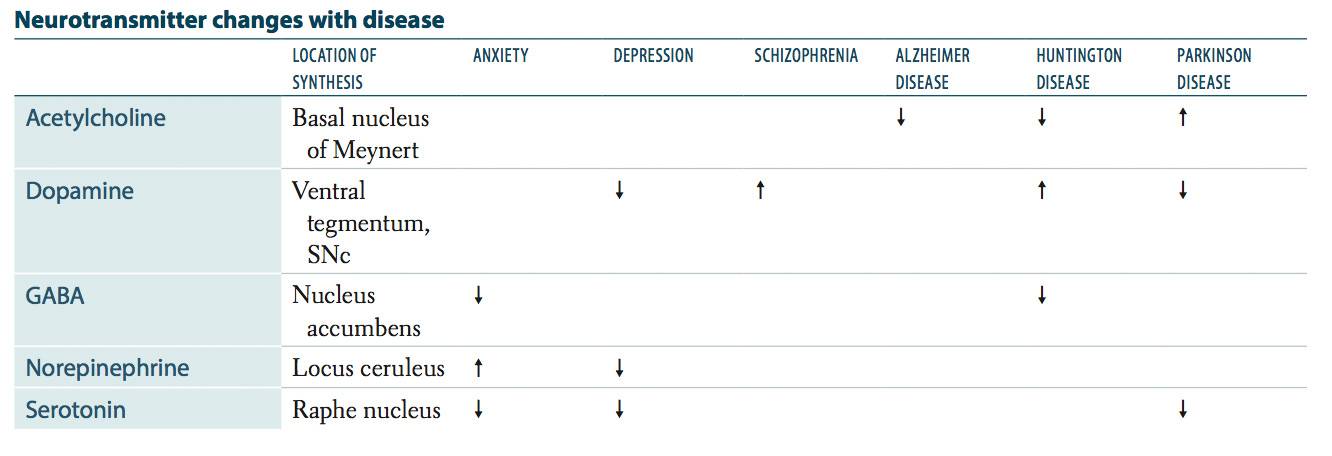 Neurotransmitter changes with disease
LOCATION OF SYNTHESIS ANXIETY DEPRESSION SCHIZOPHRENIA ALZHEIMER DISEASE HUNTINGTON DISEASE PARKINSON DISEASE
Acetylcholine Basal nucleus of Meynert ↓ ↓ ↑
Dopamine Ventral tegmentum, SNc ↓ ↑ ↑ ↓
GABA Nucleus accumbens ↓ ↓
Norepinephrine Locus ceruleus ↑ ↓
Serotonin Raphe nucleus ↓ ↓ ↓